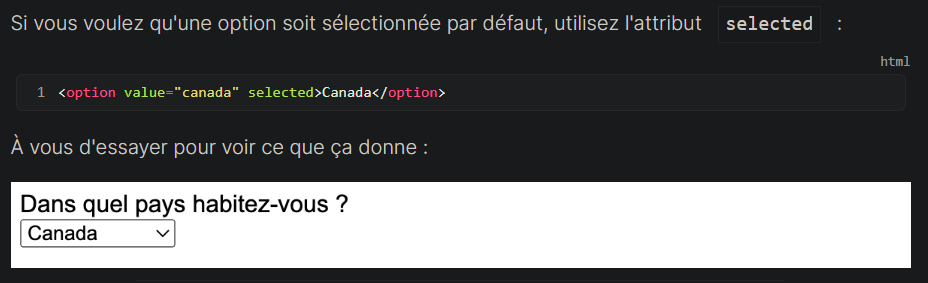 Si vous voulez qu'une option soit sélectionnée par défaut, utilisez l'attribut selected :
html
1 <option value="canada" selected>Canada</option>
À vous d'essayer pour voir ce que ça donne :
Dans quel pays habitez-vous ?
Canada